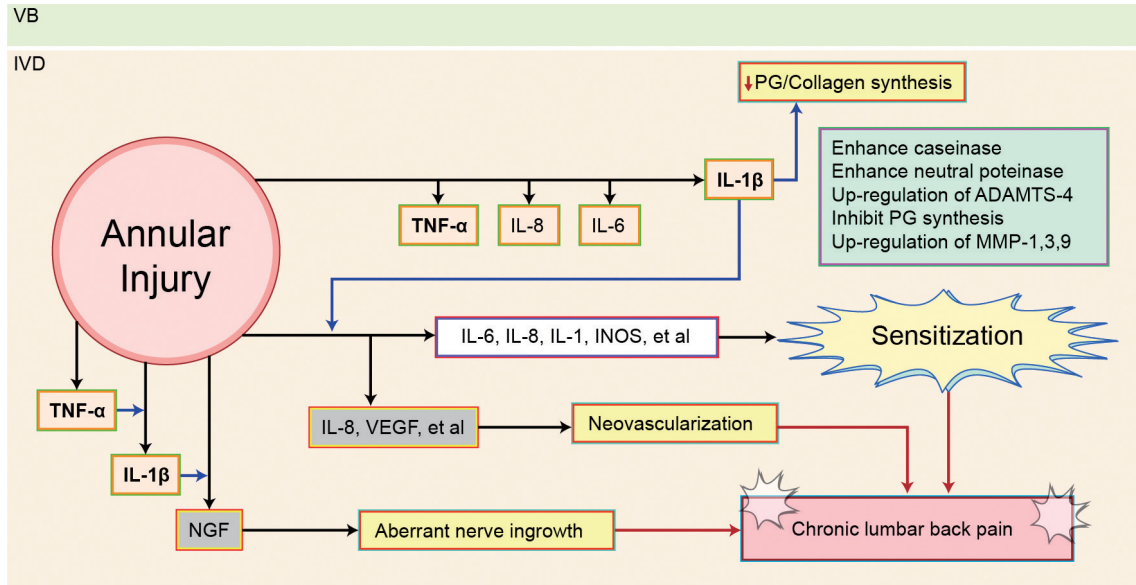 VB
IVD
↓PG/Collagen synthesis
Enhance caseinase
Enhance neutral poteinase
Up-regulation of ADAMTS-4
Inhibit PG synthesis
Up-regulation of MMP-1,3,9
IL-1β
TNF-α
IL-8
IL-6
Annular
Injury
IL-6, IL-8, IL-1, INOS, et al
Sensitization
TNF-α
IL-8, VEGF, et al
Neovascularization
IL-1β
NGF
Aberrant nerve ingrowth
Chronic lumbar back pain